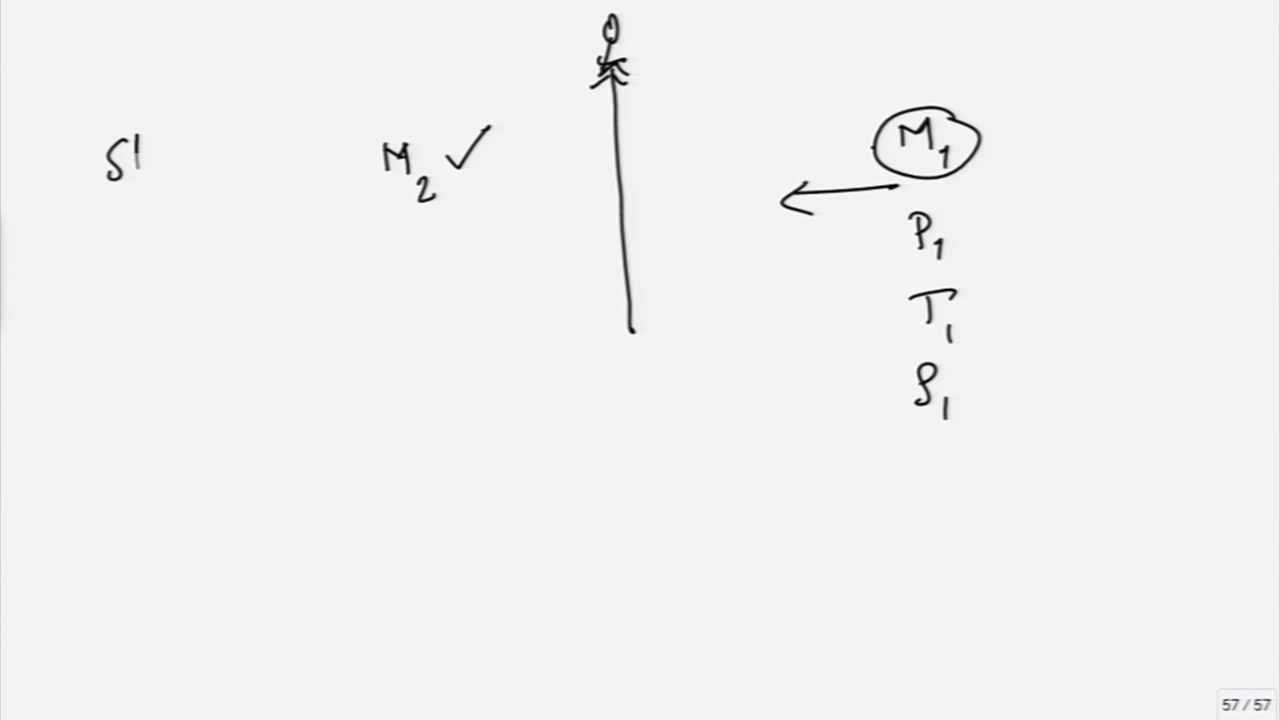 S' M₂ ✓ M₁
P₁
T₁
ρ₁
57 / 57